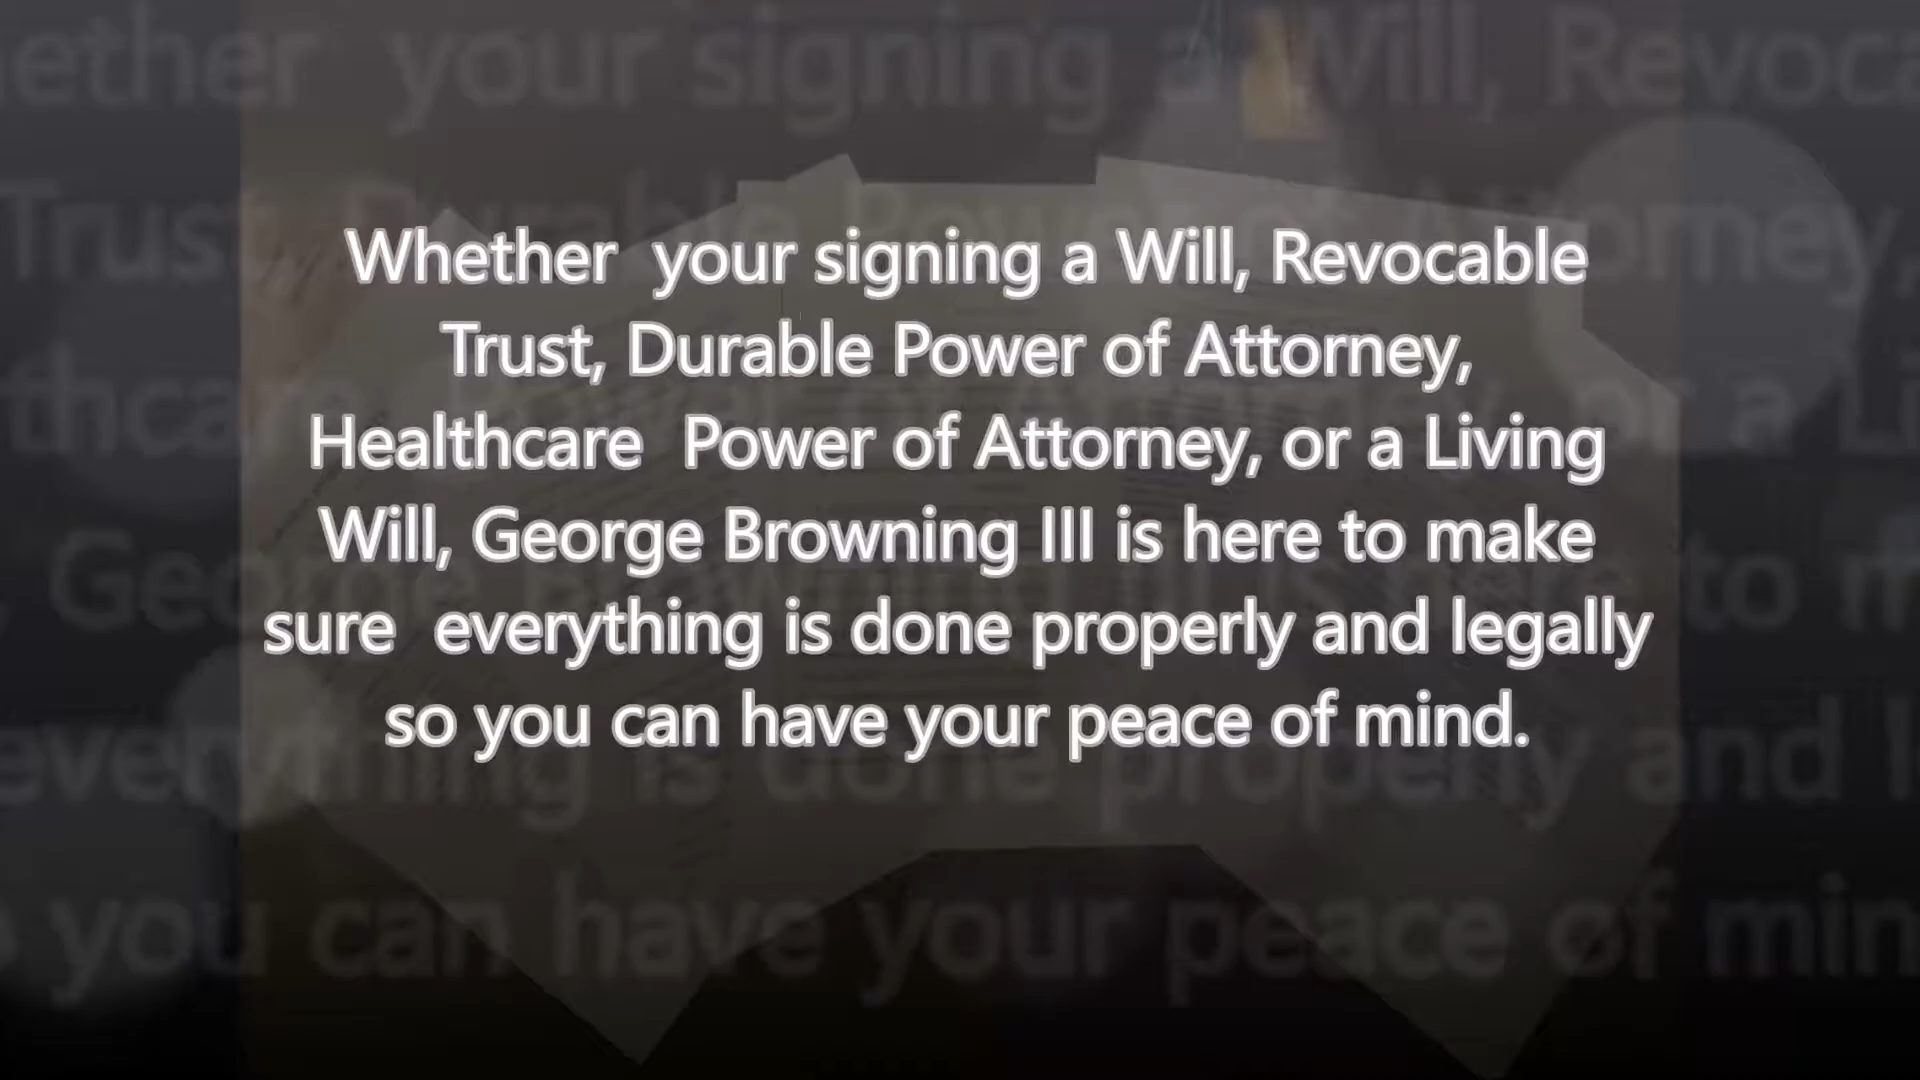 Whether  your signing a Will, Revocable
Trust, Durable Power of Attorney,
Healthcare  Power of Attorney, or a Living
Will, George Browning III is here to make
sure  everything is done properly and legally
so you can have your peace of mind.